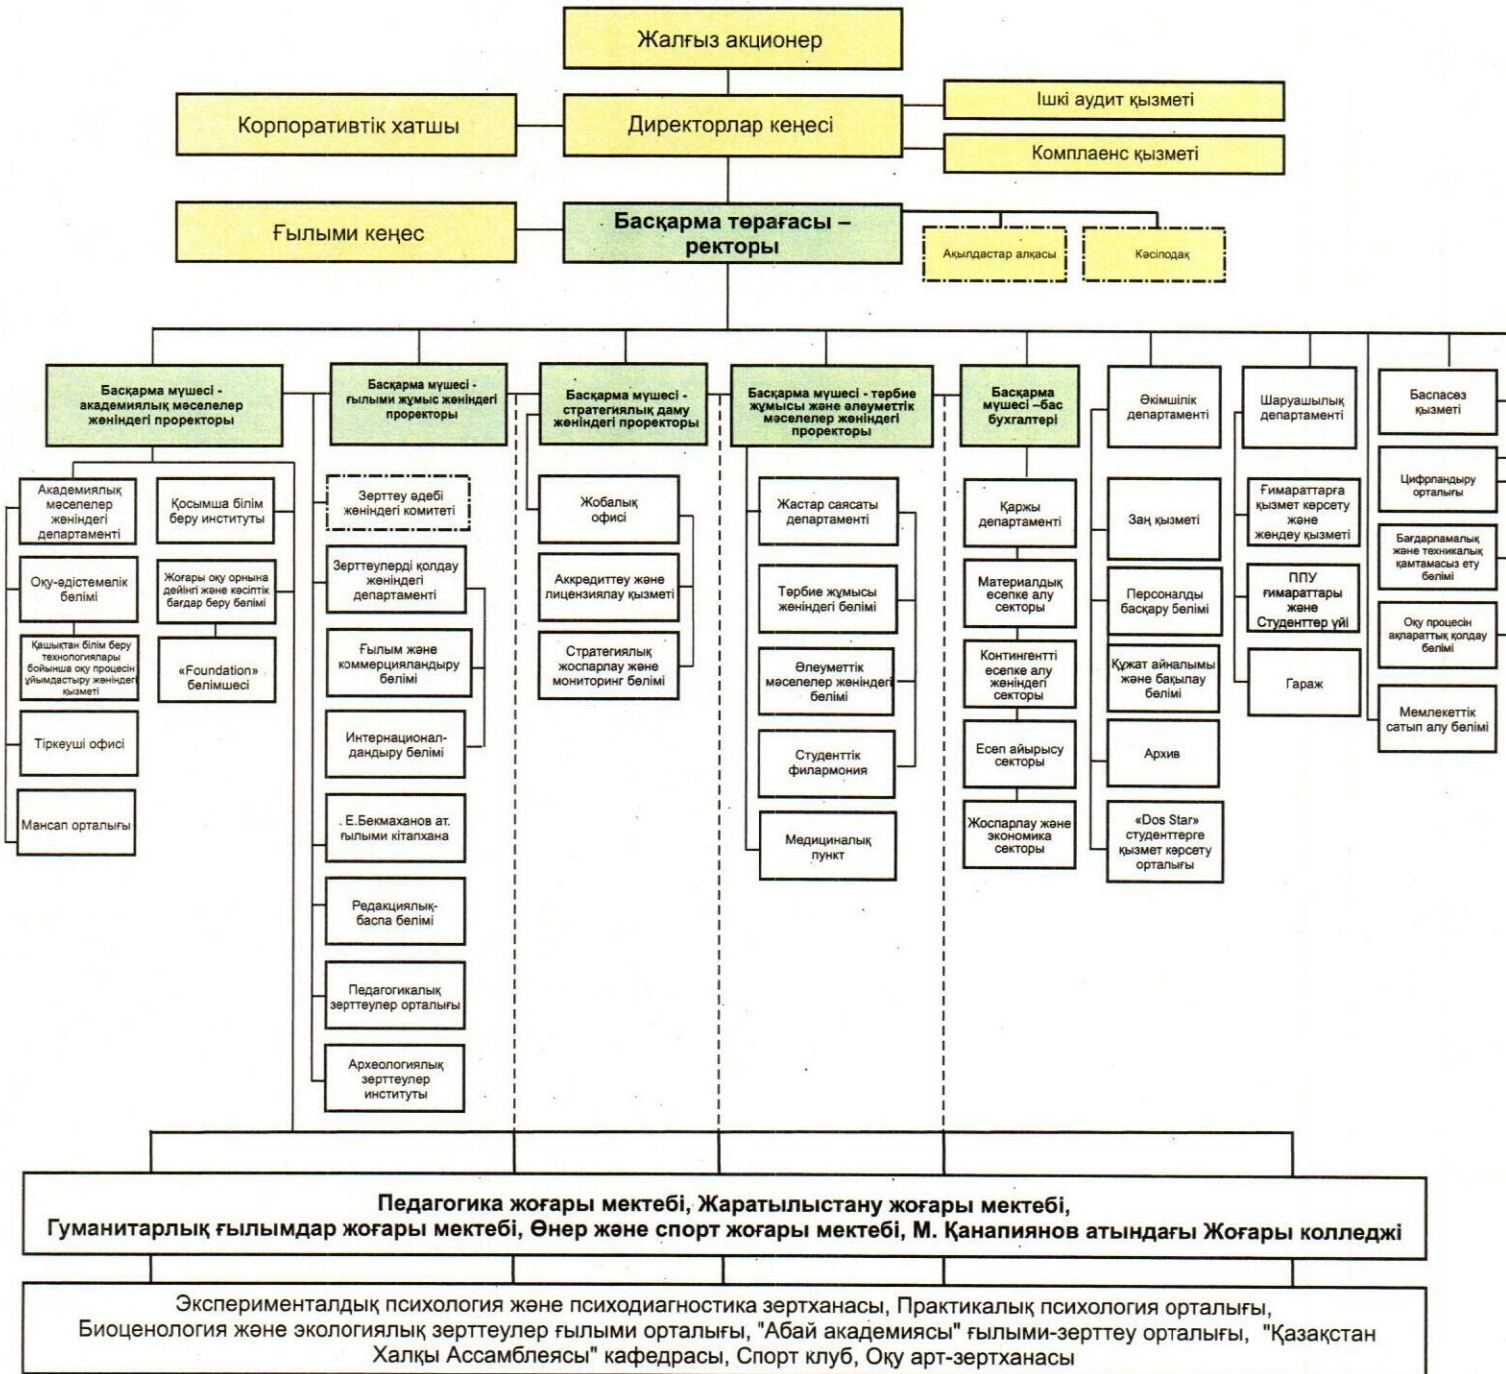 Жалғыз акционер
Корпоративтік хатшы
Директорлар кеңесі
Ішкі аудит қызметі
Комплаенс қызметі
Ғылыми кеңес
Басқарма төрағасы –
ректоры
Ақылдастар алқасы
Кәсіподақ
Басқарма мүшесі -
академиялық мәселелер
жөніндегі проректоры
Басқарма мүшесі -
ғылыми жұмыс жөніндегі
проректоры
Басқарма мүшесі -
стратегиялық даму
жөніндегі проректоры
Басқарма мүшесі - тәрбие
жұмысы және әлеуметтік
мәселелер жөніндегі
проректоры
Басқарма
мүшесі –бас
бухгалтері
Әкімшілік
департаменті
Шаруашылық
департаменті
Баспасөз
қызметі
Академиялық
мәселелер
жөніндегі
департаменті
Оқу-әдістемелік
бөлімі
Қашықтан білім беру
технологиялары
бойынша оқу процесін
ұйымдастыру жөніндегі
қызметі
Тіркеуші офисі
Мансап орталығы
Қосымша білім
беру институты
Жоғары оқу орнына
дейінгі және кәсіптік
бағдар беру бөлімі
«Foundation»
бөлімшесі
Зерттеу әдебі
жөніндегі комитеті
Зерттеулерді қолдау
жөніндегі
департаменті
Ғылым және
коммерцияландыру
бөлімі
Интернационал-
дандыру бөлімі
Е.Бекмаханов ат.
ғылыми кітапхана
Редакциялық-
баспа бөлімі
Педагогикалық
зерттеулер орталығы
Археологиялық
зерттеулер
институты
Жобалық
офисі
Аккредиттеу және
лицензиялау қызметі
Стратегиялық
жоспарлау және
мониторинг бөлімі
Жастар саясаты
департаменті
Тәрбие жұмысы
жөніндегі бөлімі
Әлеуметтік
мәселелер жөніндегі
бөлімі
Студенттік
филармония
Медициналық
пункт
Қаржы
департаменті
Материалдық
есепке алу
секторы
Контингентті
есепке алу
жөніндегі
секторы
Есеп айырысу
секторы
Жоспарлау және
экономика
секторы
Заң қызметі
Персоналды
басқару бөлімі
Құжат айналымы
және бақылау
бөлімі
Архив
«Dos Star»
студенттерге
қызмет көрсету
орталығы
Ғимараттарға
қызмет көрсету
және
жөндеу қызметі
ППУ
ғимараттары
және
Студенттер үйі
Гараж
Цифрландыру
орталығы
Бағдарламалық
және техникалық
қамтамасыз ету
бөлімі
Оқу процесін
ақпараттық қолдау
бөлімі
Мемлекеттік
сатып алу бөлімі
Педагогика жоғары мектебі, Жаратылыстану жоғары мектебі,
Гуманитарлық ғылымдар жоғары мектебі, Өнер және спорт жоғары мектебі, М. Қанапиянов атындағы Жоғары колледжі
Эксперименталдық психология және психодиагностика зертханасы, Практикалық психология орталығы,
Биоценология және экологиялық зерттеулер ғылыми орталығы, "Абай академиясы" ғылыми-зерттеу орталығы, "Қазақстан
Халқы Ассамблеясы" кафедрасы, Спорт клуб, Оқу арт-зертханасы